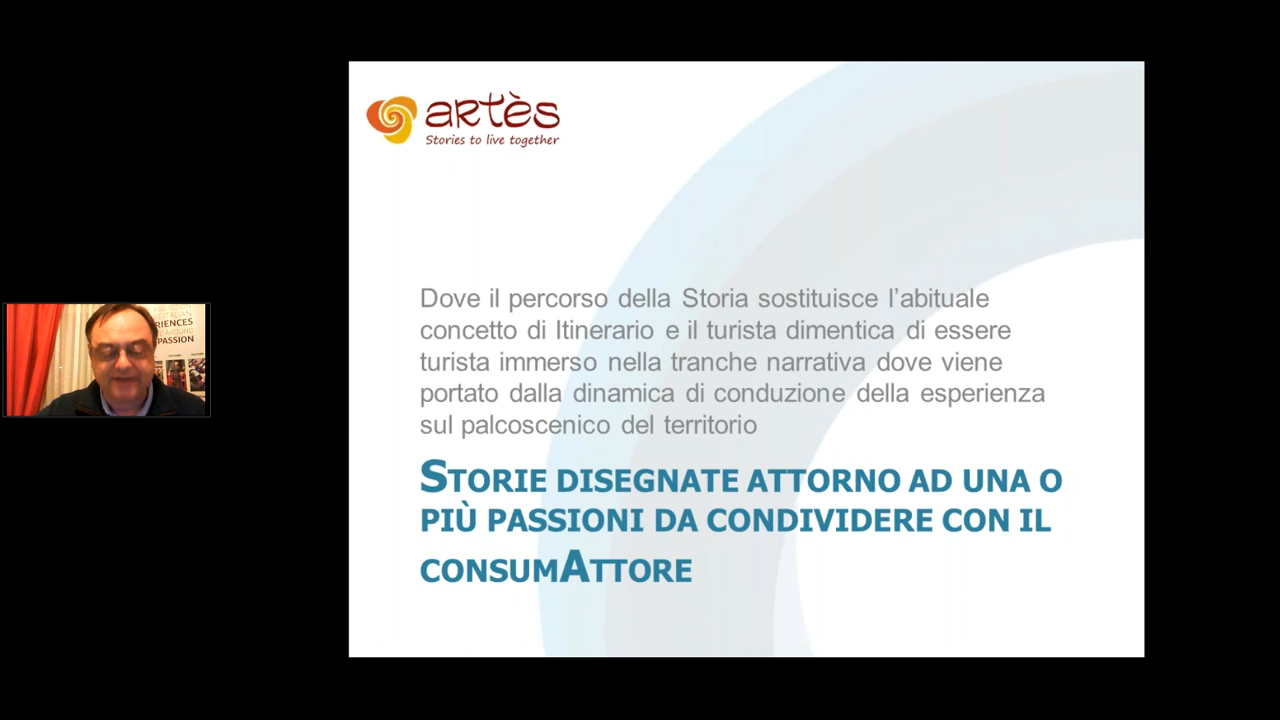 artès
Stories to live together
Dove il percorso della Storia sostituisce l’abituale
concetto di Itinerario e il turista dimentica di essere
turista immerso nella tranche narrativa dove viene
portato dalla dinamica di conduzione della esperienza
sul palcoscenico del territorio
STORIE DISEGNATE ATTORNO AD UNA O
PIÙ PASSIONI DA CONDIVIDERE CON IL
CONSUMATTORE
RIENCES
PASSION